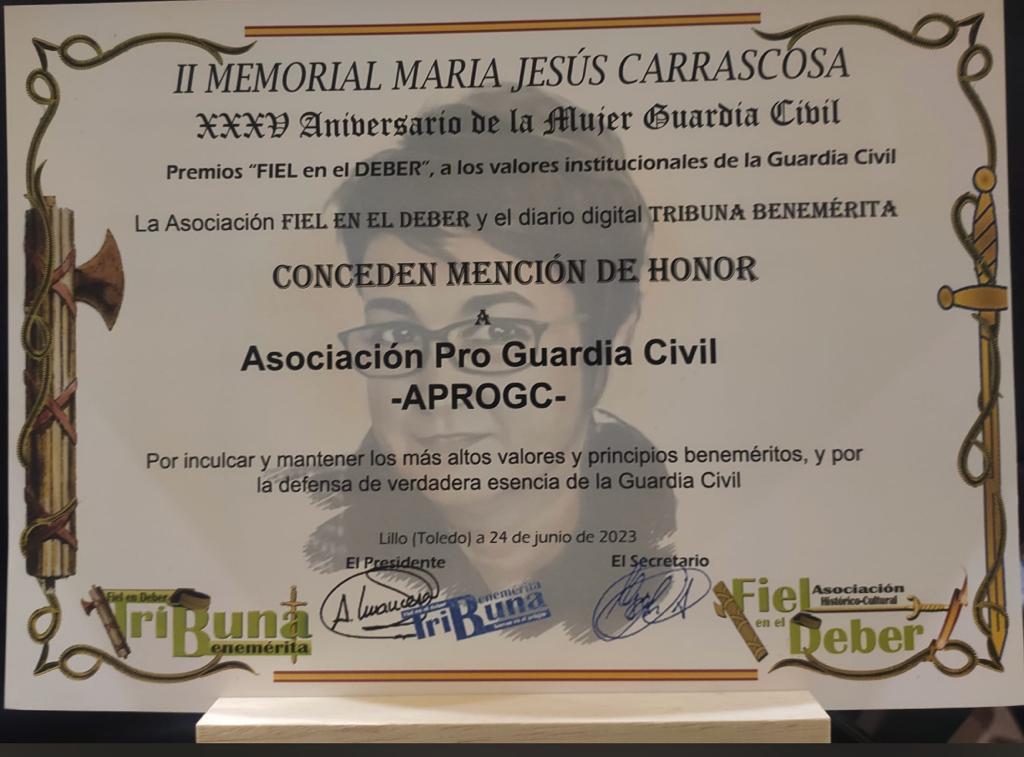 II MEMORIAL MARIA JESÚS CARRASCOSA
XXXV Aniversario de la Mujer Guardia Civil
Premios “FIEL en el DEBER”, a los valores institucionales de la Guardia Civil
La Asociación FIEL EN EL DEBER y el diario digital TRIBUNA BENEMÉRITA
CONCEDEN MENCIÓN DE HONOR
A
Asociación Pro Guardia Civil
-APROGC-
Por inculcar y mantener los más altos valores y principios beneméritos, y por
la defensa de verdadera esencia de la Guardia Civil
Lillo (Toledo) a 24 de junio de 2023
El Presidente
El Secretario
Fiel en Deber
TriBuna
Benemérita
Benemérita
TriBuna
Fiel
en el
Deber
Asociación
Histórico-Cultural